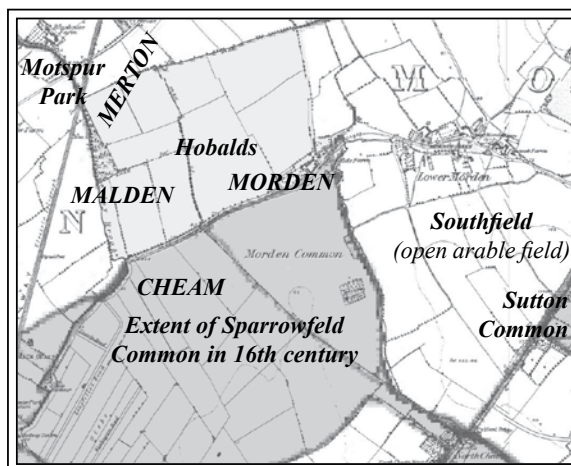 Motspur
Park
MERTON
M O
Hobalds
MALDEN
MORDEN
Lower Morden
N
Southfield
(open arable field)
Morden Common
CHEAM
Extent of Sparrowfeld
Common in 16th century
Sutton
Common